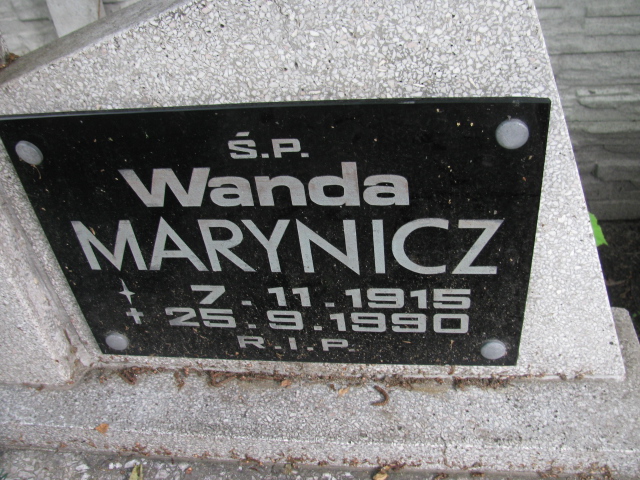 Ś.P.
Wanda
MARYNICZ
7.11.1915
✝ 25.9.1990
R.I.P.